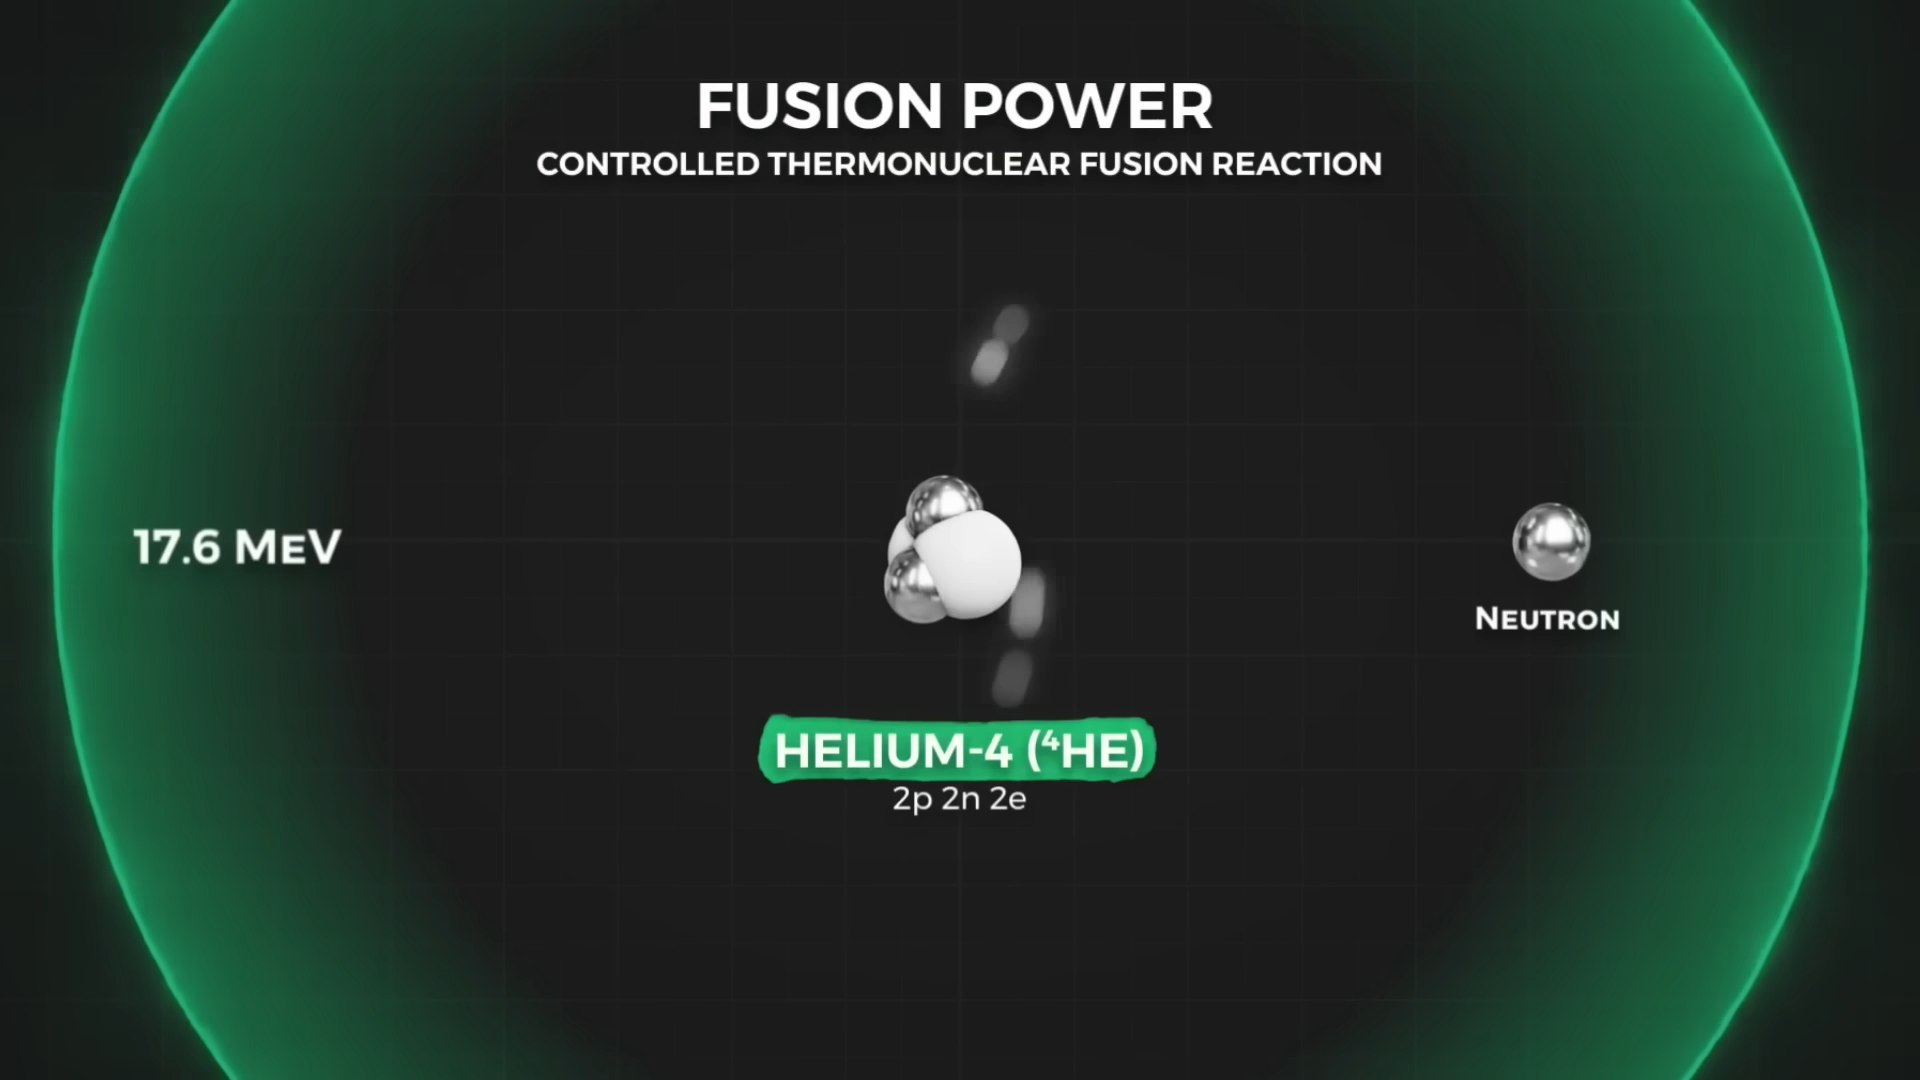 FUSION POWER
CONTROLLED THERMONUCLEAR FUSION REACTION
17.6 MEV
NEUTRON
HELIUM-4 (⁴HE)
2p 2n 2e